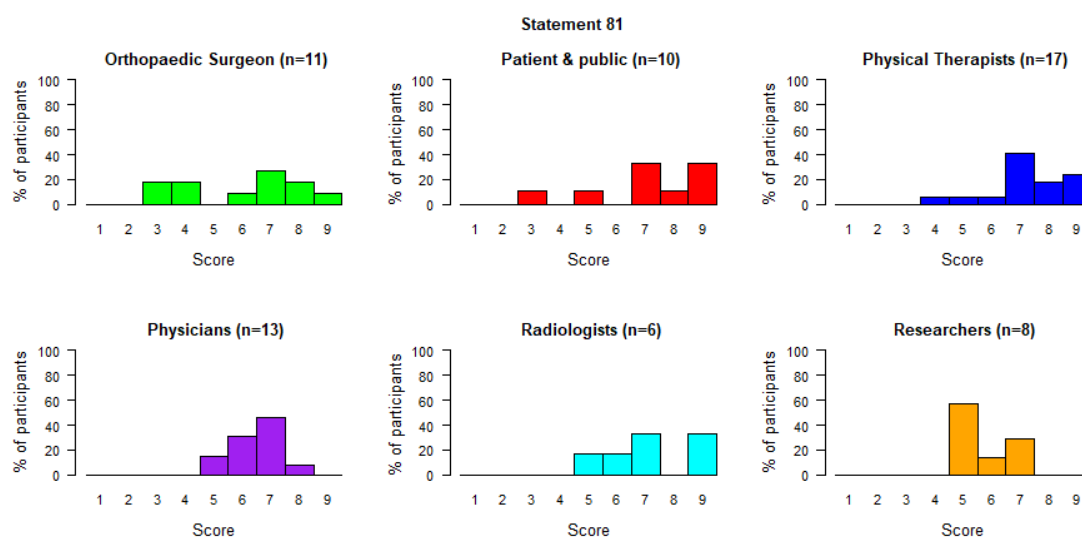 Statement 81
Orthopaedic Surgeon (n=11)
% of participants
100
80
60
40
20
0
1 2 3 4 5 6 7 8 9
Score
Patient & public (n=10)
% of participants
100
80
60
40
20
0
1 2 3 4 5 6 7 8 9
Score
Physical Therapists (n=17)
% of participants
100
80
60
40
20
0
1 2 3 4 5 6 7 8 9
Score
Physicians (n=13)
% of participants
100
80
60
40
20
0
1 2 3 4 5 6 7 8 9
Score
Radiologists (n=6)
% of participants
100
80
60
40
20
0
1 2 3 4 5 6 7 8 9
Score
Researchers (n=8)
% of participants
100
80
60
40
20
0
1 2 3 4 5 6 7 8 9
Score